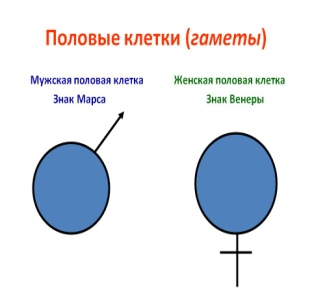 Половые клетки (гаметы)
Мужская половая клетка
Знак Марса
Женская половая клетка
Знак Венеры